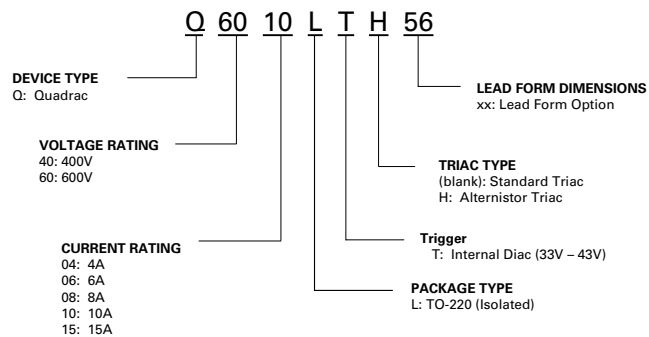 Q 60 10 L T H 56
DEVICE TYPE
Q: Quadrac
VOLTAGE RATING
40: 400V
60: 600V
CURRENT RATING
04: 4A
06: 6A
08: 8A
10: 10A
15: 15A
LEAD FORM DIMENSIONS
xx: Lead Form Option
TRIAC TYPE
(blank): Standard Triac
H: Alternistor Triac
Trigger
T: Internal Diac (33V – 43V)
PACKAGE TYPE
L: TO-220 (Isolated)